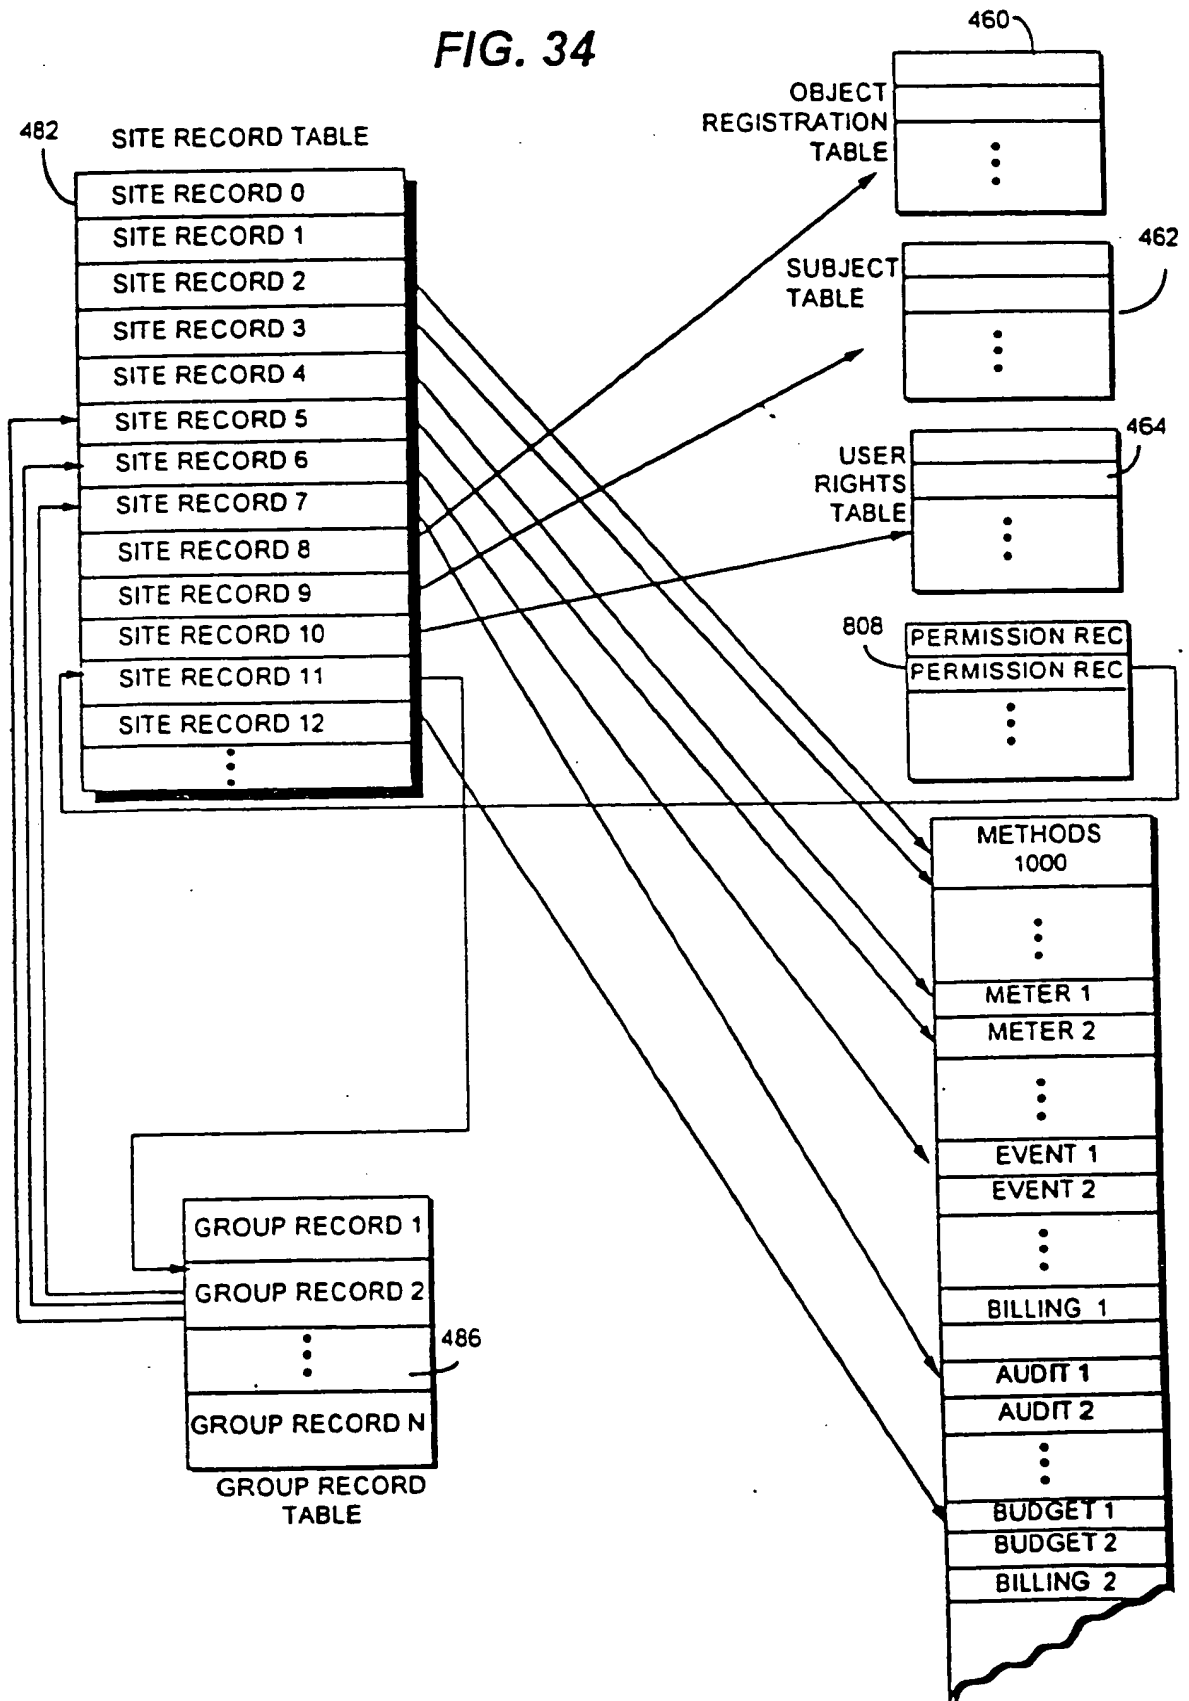 FIG. 34
460
OBJECT
REGISTRATION
TABLE
482
SITE RECORD TABLE
SITE RECORD 0
SITE RECORD 1
SITE RECORD 2
SITE RECORD 3
SITE RECORD 4
SITE RECORD 5
SITE RECORD 6
SITE RECORD 7
SITE RECORD 8
SITE RECORD 9
SITE RECORD 10
SITE RECORD 11
SITE RECORD 12
SUBJECT
TABLE
462
USER
RIGHTS
TABLE
464
808
PERMISSION REC
PERMISSION REC
METHODS
1000
METER 1
METER 2
EVENT 1
EVENT 2
BILLING 1
AUDIT 1
AUDIT 2
BUDGET 1
BUDGET 2
BILLING 2
GROUP RECORD 1
GROUP RECORD 2
486
GROUP RECORD N
GROUP RECORD
TABLE